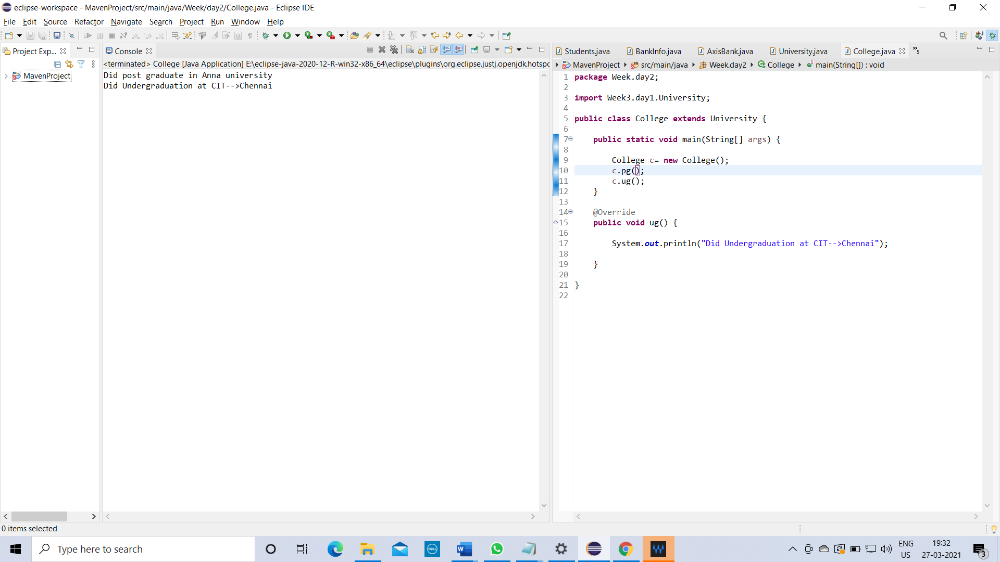 eclipse-workspace - MavenProject/src/main/java/Week/day2/College.java - Eclipse IDE
File Edit Source Refactor Navigate Search Project Run Window Help
Project Exp...
Console
Students.java BankInfo.java AxisBank.java University.java College.java »5
<terminated> College [Java Application] E:\eclipse-java-2020-12-R-win32-x86_64\eclipse\plugins\org.eclipse.justj.openjdk.hotspo
MavenProject src/main/java Week.day2 College main(String[]) : void
MavenProject
Did post graduate in Anna university
Did Undergraduation at CIT-->Chennai
1 package Week.day2;
2
3 import Week3.day1.University;
4
5 public class College extends University {
6
7 public static void main(String[] args) {
8
9 College c= new College();
10 c.pg();
11 c.ug();
12 }
13
14 @Override
15 public void ug() {
16
17 System.out.println("Did Undergraduation at CIT-->Chennai");
18
19 }
20
21 }
22
0 items selected
Type here to search
DELL
W
ENG
US
19:32
27-03-2021
3